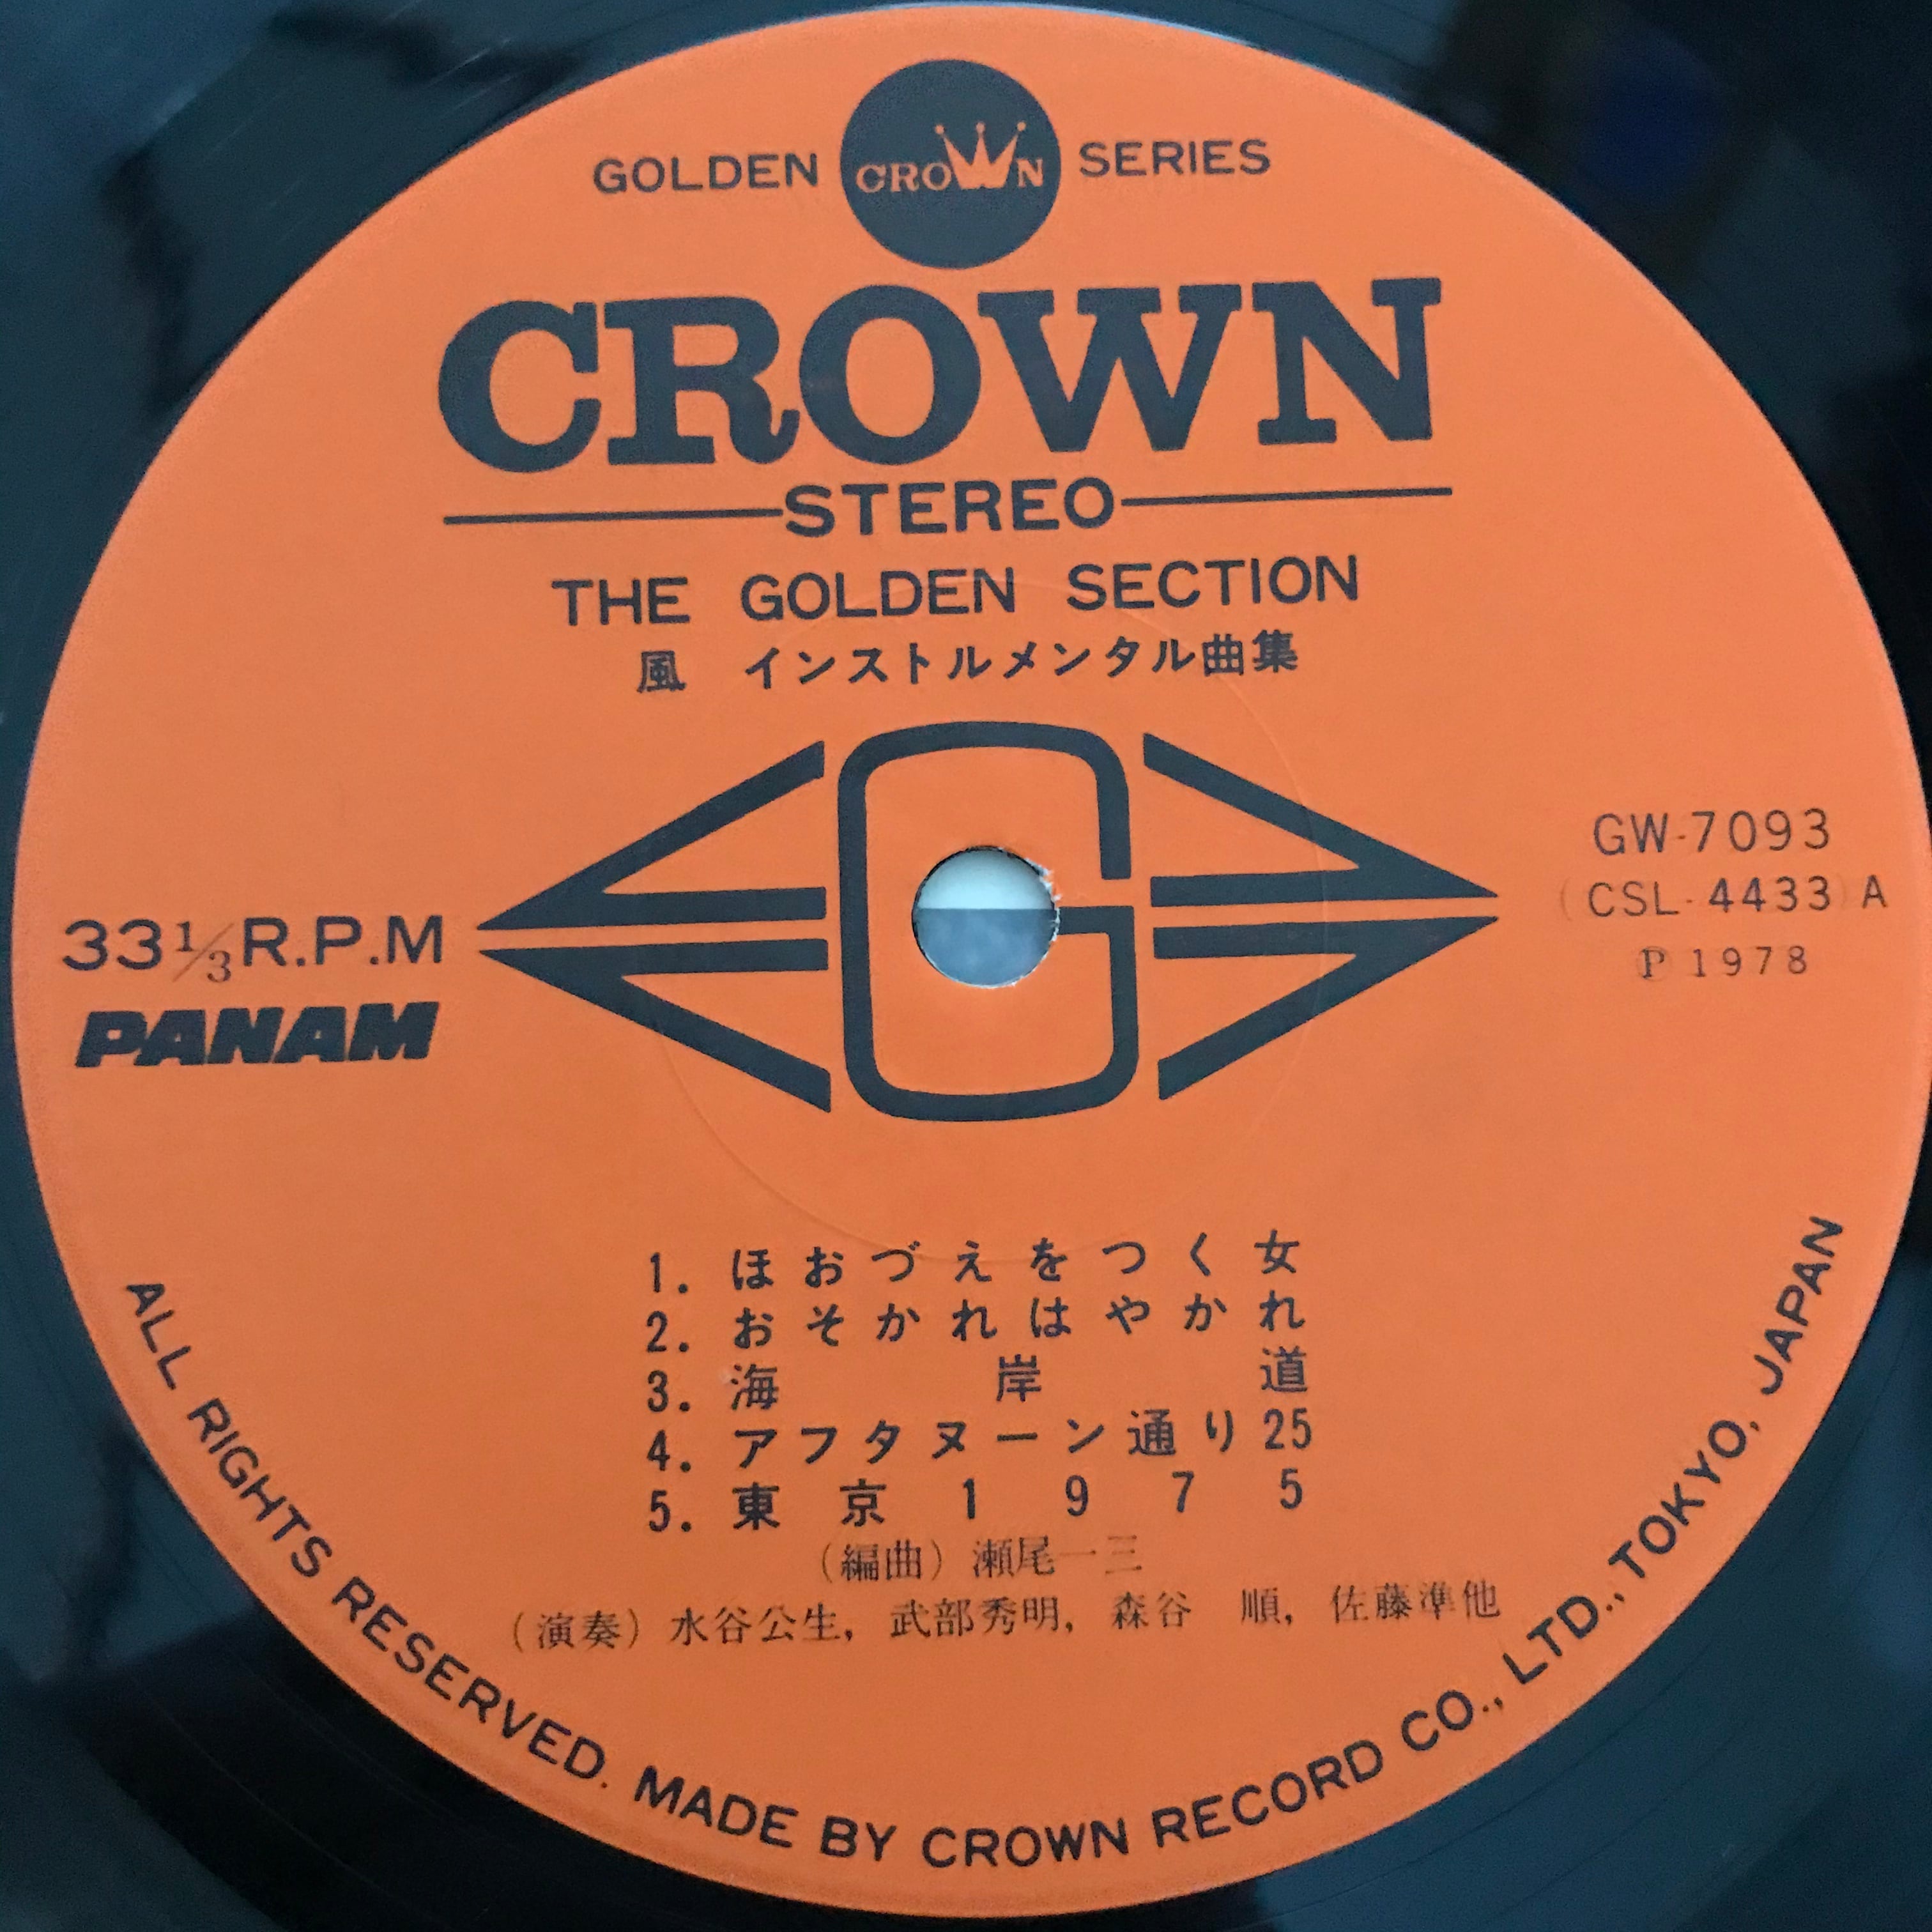 GOLDEN CROWN SERIES
CROWN
STEREO
THE GOLDEN SECTION
風 インストルメンタル曲集
G
GW-7093
(CSL-4433) A
Ⓟ 1978
33⅓ R.P.M
PANAM
1. ほおづえをつく女
2. おそかれはやかれ
3. 海岸道
4. アフタヌーン通り25
5. 東京1975
(編曲) 瀬尾一三
(演奏) 水谷公生, 武部秀明, 森谷 順, 佐藤準他
ALL RIGHTS RESERVED. MADE BY CROWN RECORD CO., LTD., TOKYO, JAPAN